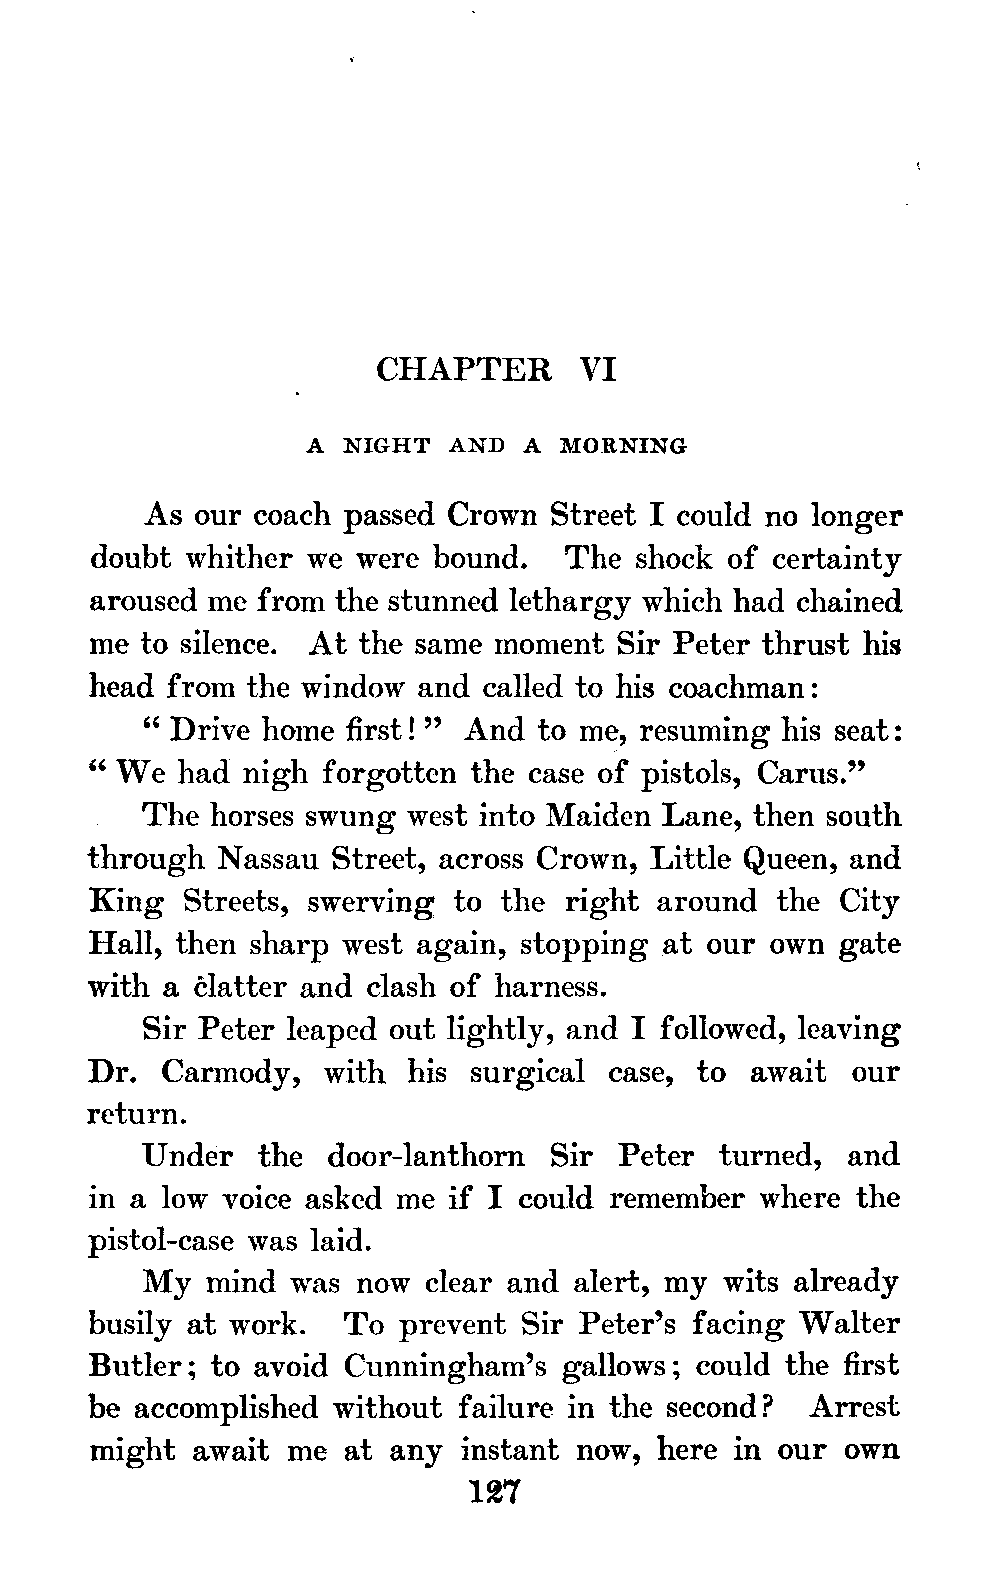 CHAPTER VI
A NIGHT AND A MORNING
As our coach passed Crown Street I could no longer
doubt whither we were bound. The shock of certainty
aroused me from the stunned lethargy which had chained
me to silence. At the same moment Sir Peter thrust his
head from the window and called to his coachman:
“Drive home first!” And to me, resuming his seat:
“We had nigh forgotten the case of pistols, Carus.”
The horses swung west into Maiden Lane, then south
through Nassau Street, across Crown, Little Queen, and
King Streets, swerving to the right around the City
Hall, then sharp west again, stopping at our own gate
with a clatter and clash of harness.
Sir Peter leaped out lightly, and I followed, leaving
Dr. Carmody, with his surgical case, to await our
return.
Under the door-lanthorn Sir Peter turned, and
in a low voice asked me if I could remember where the
pistol-case was laid.
My mind was now clear and alert, my wits already
busily at work. To prevent Sir Peter’s facing Walter
Butler; to avoid Cunningham’s gallows; could the first
be accomplished without failure in the second? Arrest
might await me at any instant now, here in our own
127